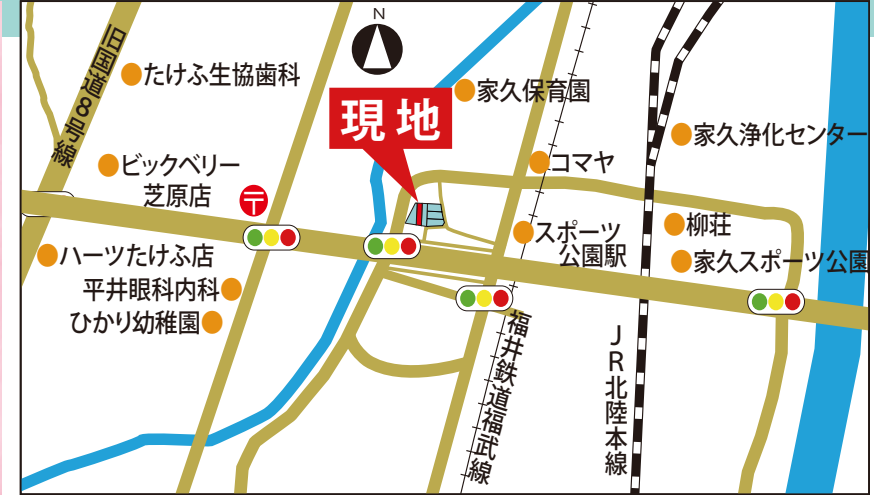 N
旧国道8号線
たけふ生協歯科
家久保育園
現地
家久浄化センター
ビックベリー
芝原店
コマヤ
〒
柳荘
スポーツ
公園駅
ハーツたけふ店
家久スポーツ公園
平井眼科内科
ひかり幼稚園
福井鉄道福武線
JR北陸本線